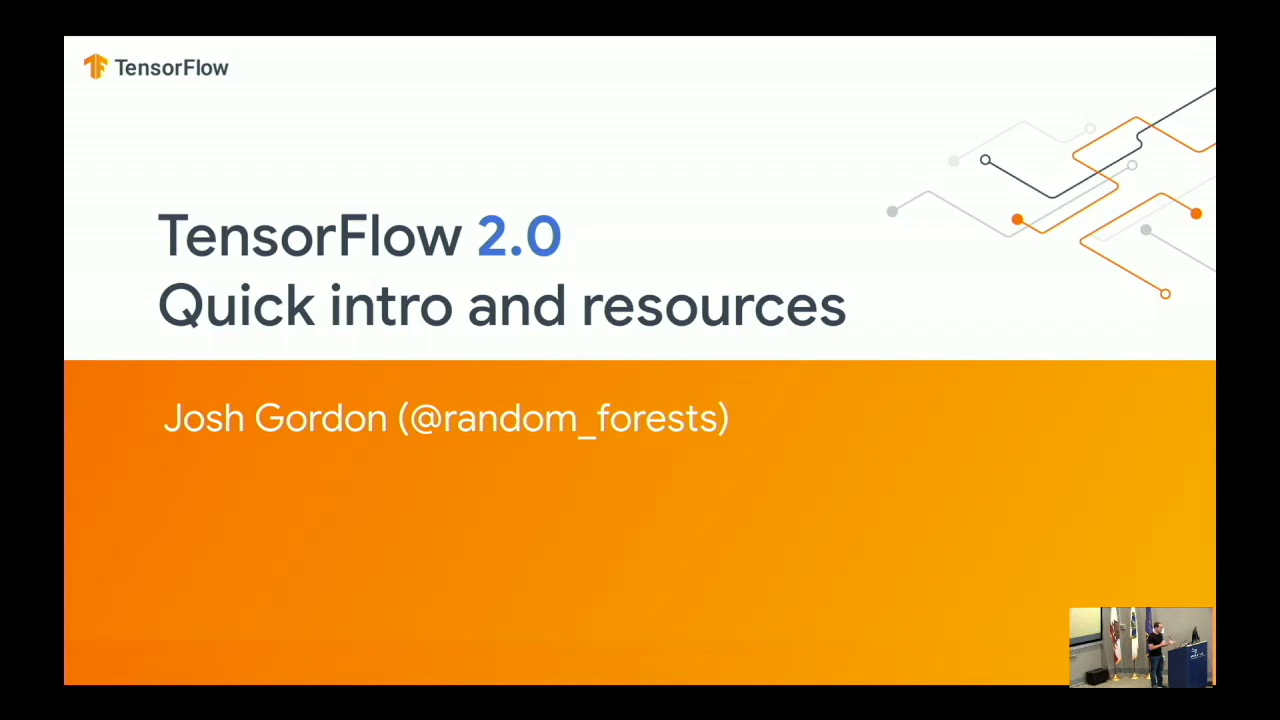 TensorFlow
TensorFlow 2.0
Quick intro and resources
Josh Gordon (@random_forests)